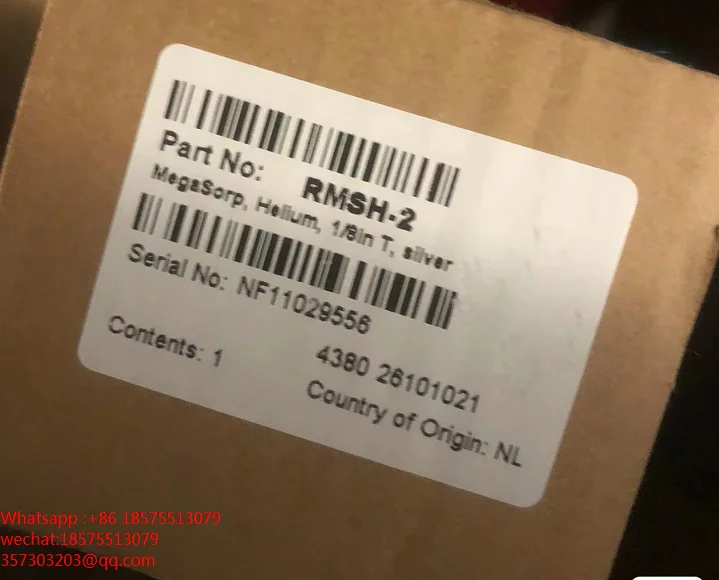 Part No: RMSH-2
MegaSorp, Helium, 1/8in T, silver
Serial No: NF11029556
4380 26101021
Contents: 1
Country of Origin: NL
Whatsapp :+86 18575513079
wechat:18575513079
357303203@qq.com